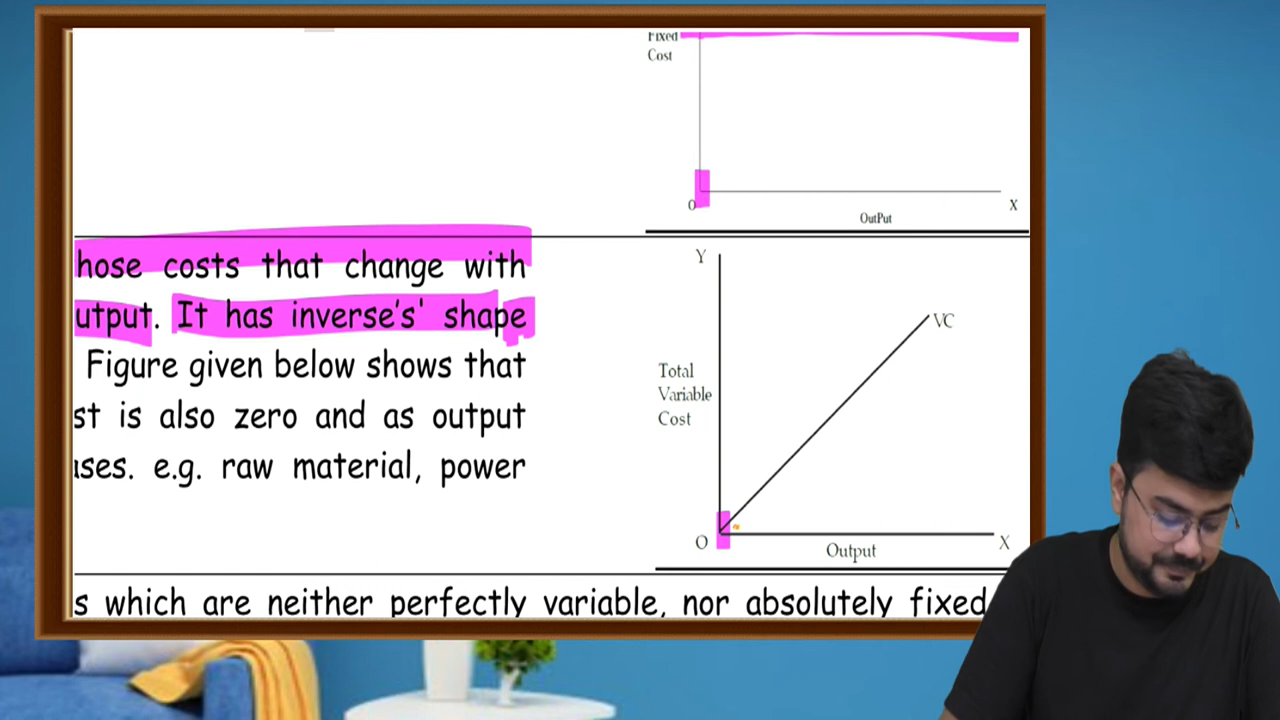 Fixed
Cost
O
X
OutPut
hose costs that change with
utput. It has inverse's' shape
Figure given below shows that
st is also zero and as output
ases. e.g. raw material, power
Y
VC
Total
Variable
Cost
O
X
Output
s which are neither perfectly variable, nor absolutely fixed